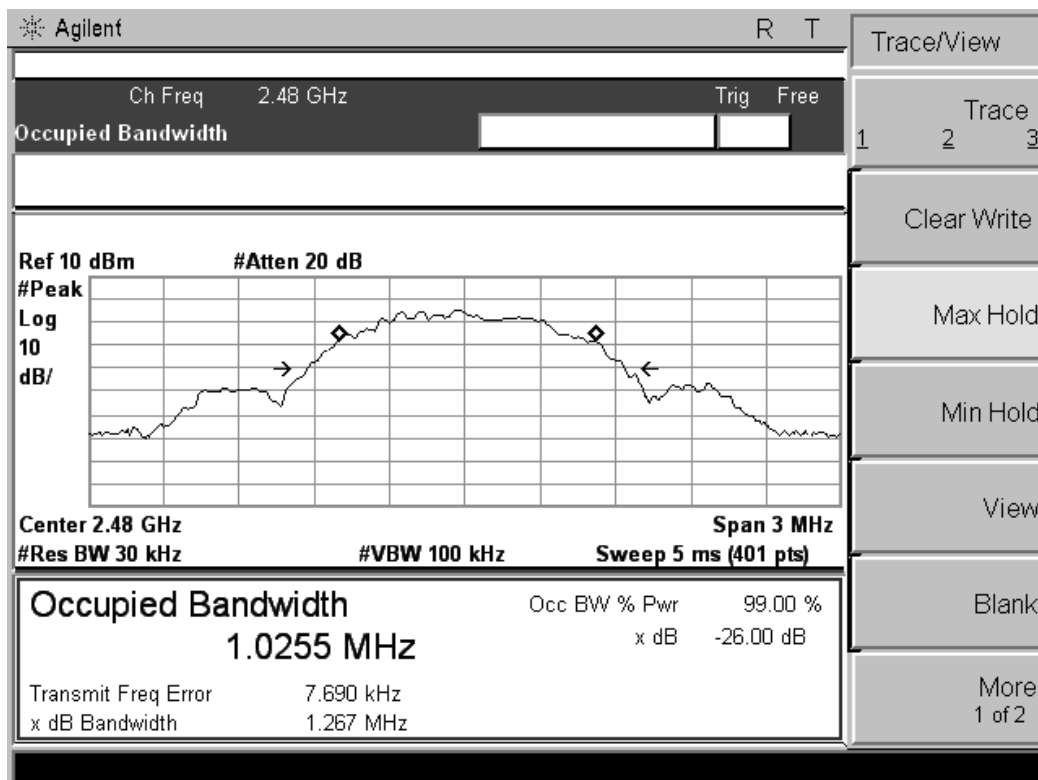 Agilent R T
Trace/View
Ch Freq 2.48 GHz Trig Free
Occupied Bandwidth
Trace
1 2 3
Clear Write
Ref 10 dBm #Atten 20 dB
#Peak
Log
10
dB/
Max Hold
Min Hold
View
Center 2.48 GHz Span 3 MHz
#Res BW 30 kHz #VBW 100 kHz Sweep 5 ms (401 pts)
Occupied Bandwidth Occ BW % Pwr 99.00 %
1.0255 MHz x dB -26.00 dB
Blank
Transmit Freq Error 7.690 kHz
x dB Bandwidth 1.267 MHz
More
1 of 2